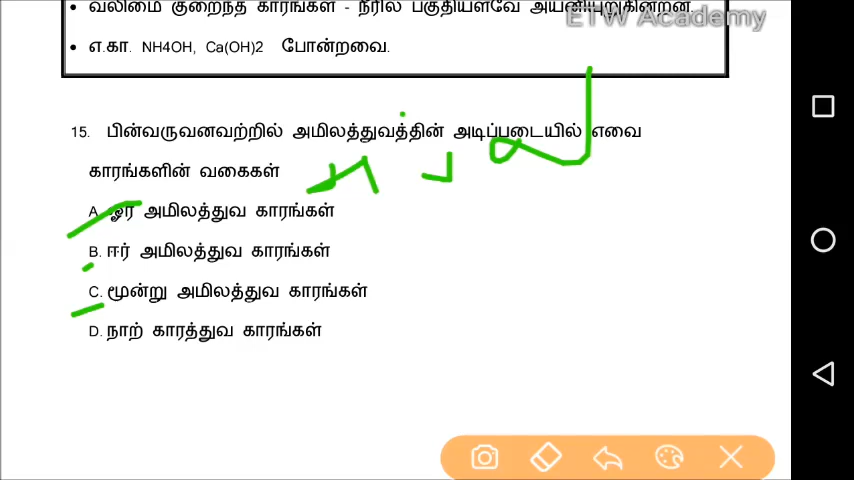 • வலிமை குறைந்த காரங்கள் - நீரில் பகுதியளவே அயனியுறுகின்றன
ETW Academy
• எ.கா. NH4OH, Ca(OH)2 போன்றவை.
15. பின்வருவனவற்றில் அமிலத்துவத்தின் அடிப்படையில் எவை
காரங்களின் வகைகள்
A. ஓர அமிலத்துவ காரங்கள்
B. ஈர் அமிலத்துவ காரங்கள்
C. மூன்று அமிலத்துவ காரங்கள்
D. நாற் காரத்துவ காரங்கள்